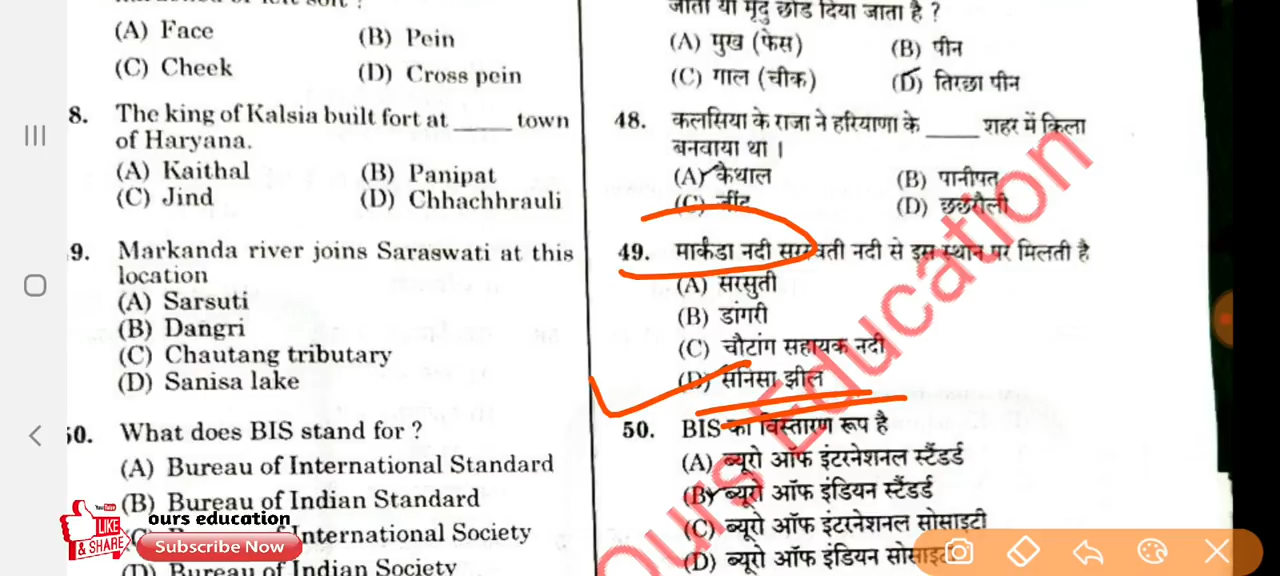 (A) Face
(B) Pein
(C) Cheek
(D) Cross pein
8. The king of Kalsia built fort at ____ town
of Haryana.
(A) Kaithal
(B) Panipat
(C) Jind
(D) Chhachhrauli
9. Markanda river joins Saraswati at this
location
(A) Sarsuti
(B) Dangri
(C) Chautang tributary
(D) Sanisa lake
50. What does BIS stand for ?
(A) Bureau of International Standard
(B) Bureau of Indian Standard
International Society
(D) Bureau of Indian Society
जाता या मृदु छोड दिया जाता है ?
(A) मुख (फेस)
(B) पीन
(C) गाल (चीक)
(D) तिरछा पीन
48. कलसिया के राजा ने हरियाणा के ____ शहर में किला
बनवाया था ।
(A) कैथाल
(B) पानीपत
(C) जींद
(D) छछरौली
49. मार्कंडा नदी सरस्वती नदी से इस स्थान पर मिलती है
(A) सरसुती
(B) डांगरी
(C) चौटांग सहायक नदी
(D) सनिसा झील
50. BIS का विस्तारण रूप है
(A) ब्यूरो ऑफ इंटरनेशनल स्टैंडर्ड
(B) ब्यूरो ऑफ इंडियन स्टैंडर्ड
(C) ब्यूरो ऑफ इंटरनेशनल सोसाइटी
(D) ब्यूरो ऑफ इंडियन सोसाइटी
Ours Education
YouTube
LIKE
& SHARE
ours education
Subscribe Now